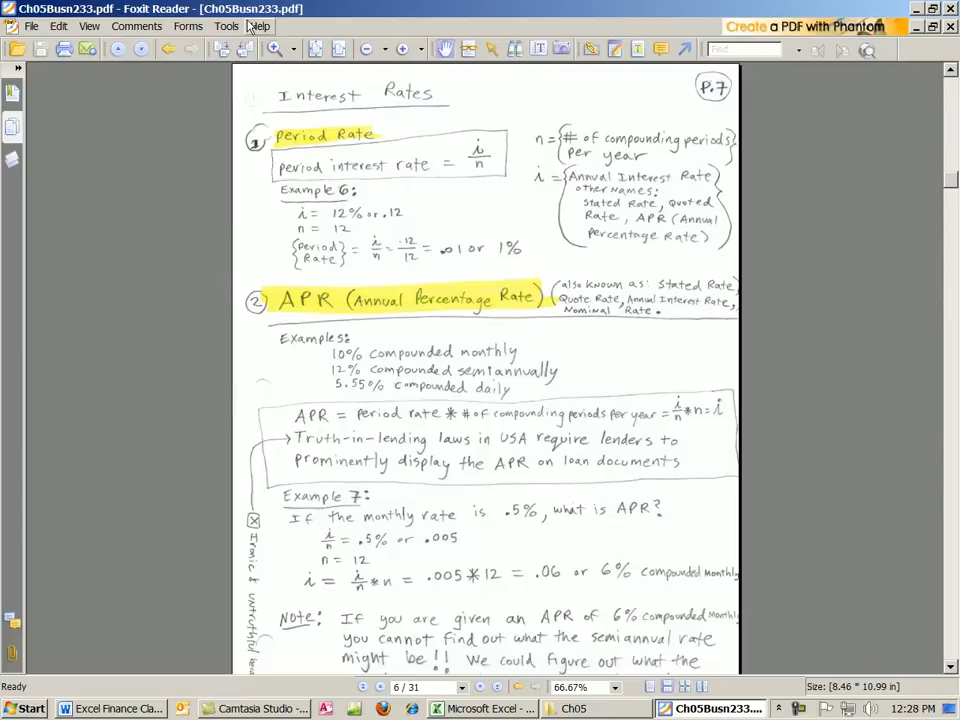 Ch05Busn233.pdf - Foxit Reader - [Ch05Busn233.pdf]
File Edit View Comments Forms Tools Help
Create a PDF with Phantom
Find
Interest Rates
P.7
1 Period Rate
period interest rate = i/n
n = {# of compounding periods per year}
i = {Annual Interest Rate
other Names:
Stated Rate, Quoted
Rate, APR (Annual
Percentage Rate)}
Example 6:
i = 12% or .12
n = 12
{Period Rate} = i/n = .12/12 = .01 or 1%
2 APR (Annual Percentage Rate) (also known as: Stated Rate,
Quote Rate, Annual Interest Rate,
Nominal Rate.
Examples:
10% compounded monthly
12% compounded semiannually
5.55% compounded daily
APR = period rate * # of compounding periods per year = i/n * n = i
Truth-in-lending laws in USA require lenders to
prominently display the APR on loan documents
Example 7:
If the monthly rate is .5%, what is APR?
i/n = .5% or .005
n = 12
i = i/n * n = .005 * 12 = .06 or 6% compounded Monthly
Ironic & untruthful
Note: If you are given an APR of 6% compounded Monthly
you cannot find out what the semiannual rate
might be!! We could figure out what the
Ready
6 / 31
66.67%
Size: [8.46 * 10.99 in]
Start
Excel Finance Cla...
Camtasia Studio - ...
Microsoft Excel - ...
Ch05
Ch05Busn233....
12:28 PM